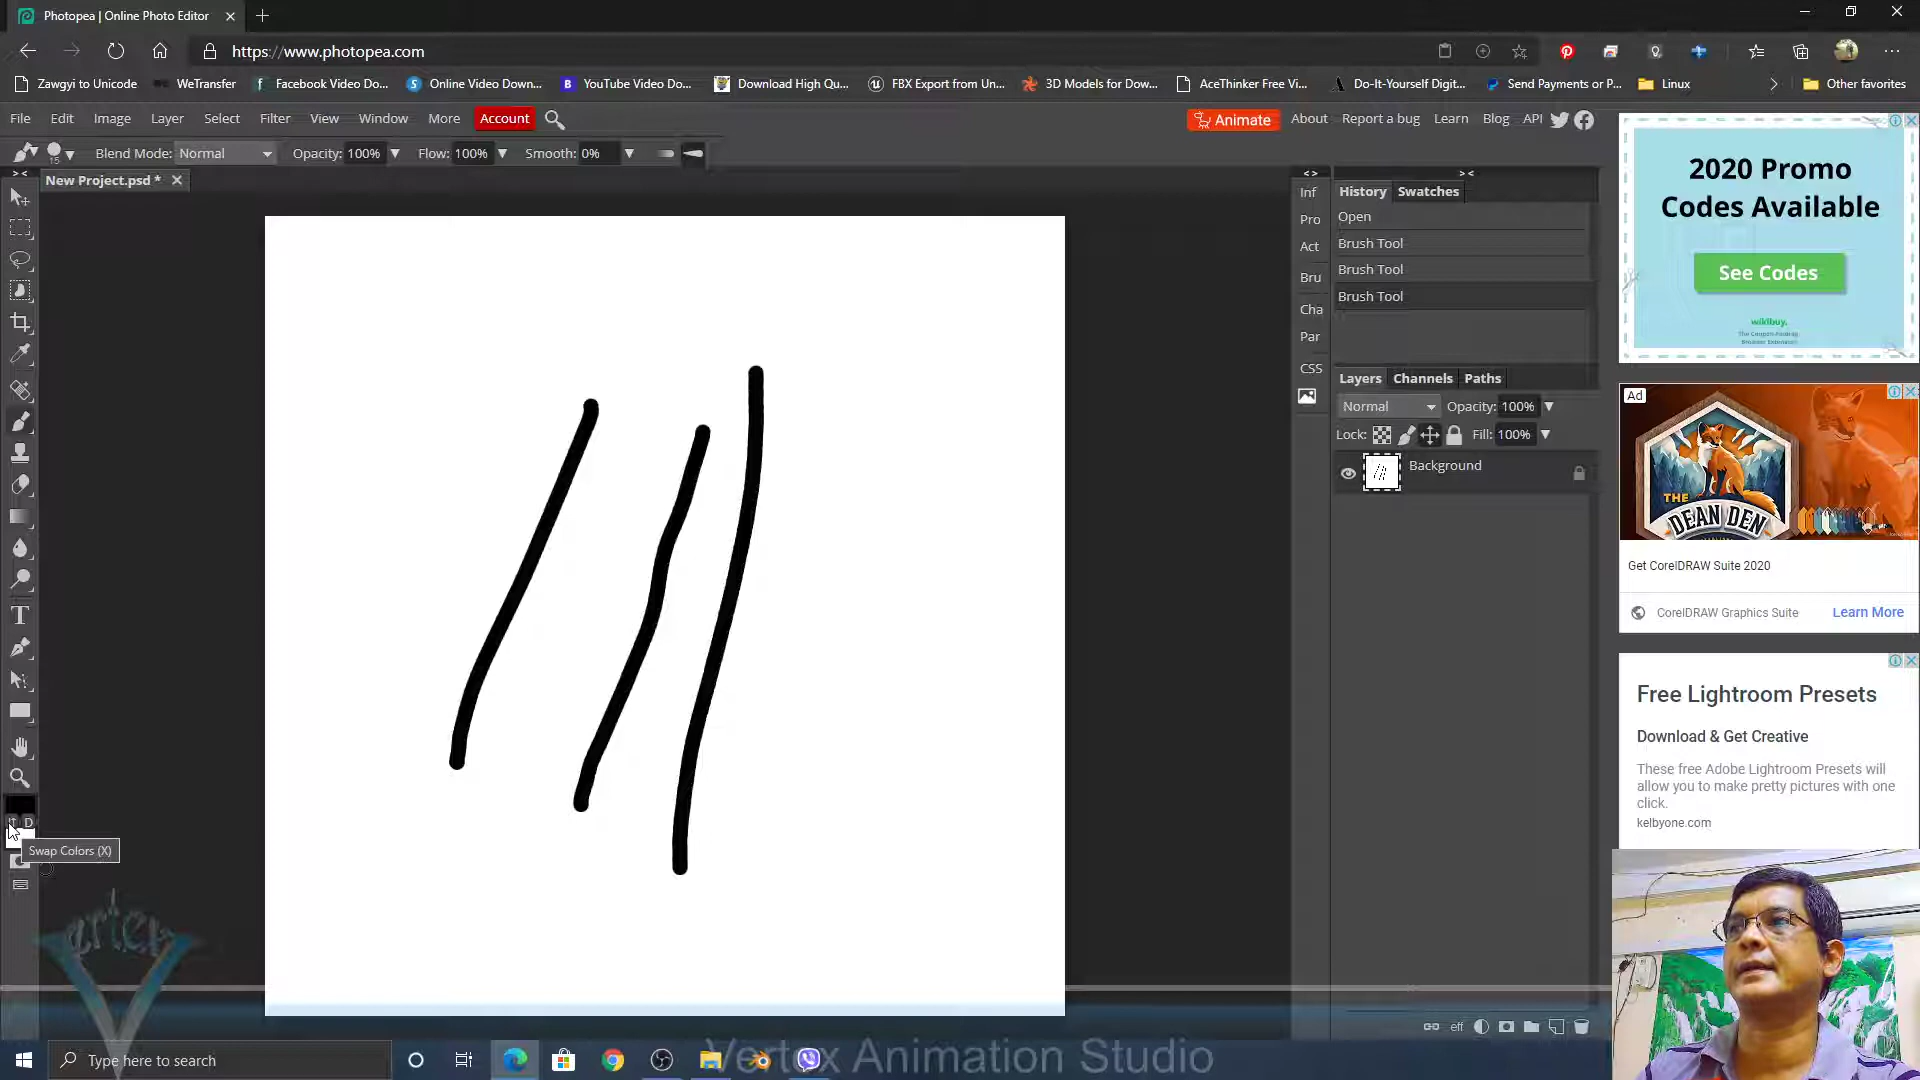 Photopea | Online Photo Editor
https://www.photopea.com
Zawgyi to Unicode WeTransfer Facebook Video Do... Online Video Down... YouTube Video Do... Download High Qu... FBX Export from Un... 3D Models for Dow... AceThinker Free Vi... Do-It-Yourself Digit... Send Payments or P... Linux Other favorites
File Edit Image Layer Select Filter View Window More Account Animate About Report a bug Learn Blog API
15 Blend Mode: Normal Opacity: 100% Flow: 100% Smooth: 0%
New Project.psd *
Inf
Pro
Act
Bru
Cha
Par
CSS
History Swatches
Open
Brush Tool
Brush Tool
Brush Tool
Layers Channels Paths
Normal Opacity: 100%
Lock: Fill: 100%
Background
eff
T
D
Swap Colors (X)
2020 Promo
Codes Available
See Codes
wikibuy.
Ad
THE
DEAN DEN
Get CorelDRAW Suite 2020
CorelDRAW Graphics Suite Learn More
Free Lightroom Presets
Download & Get Creative
These free Adobe Lightroom Presets will
allow you to make pretty pictures with one
click.
kelbyone.com
Type here to search
Vertex Animation Studio